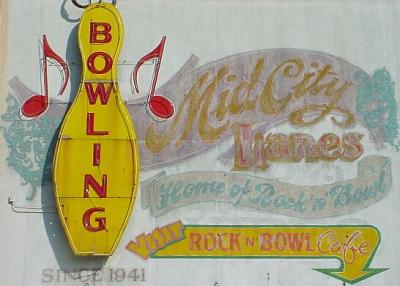 BOWLING
Mid City
Lanes
Home of Rock 'n' Bowl
Visit ROCK N BOWL Cafe
SINCE 1941